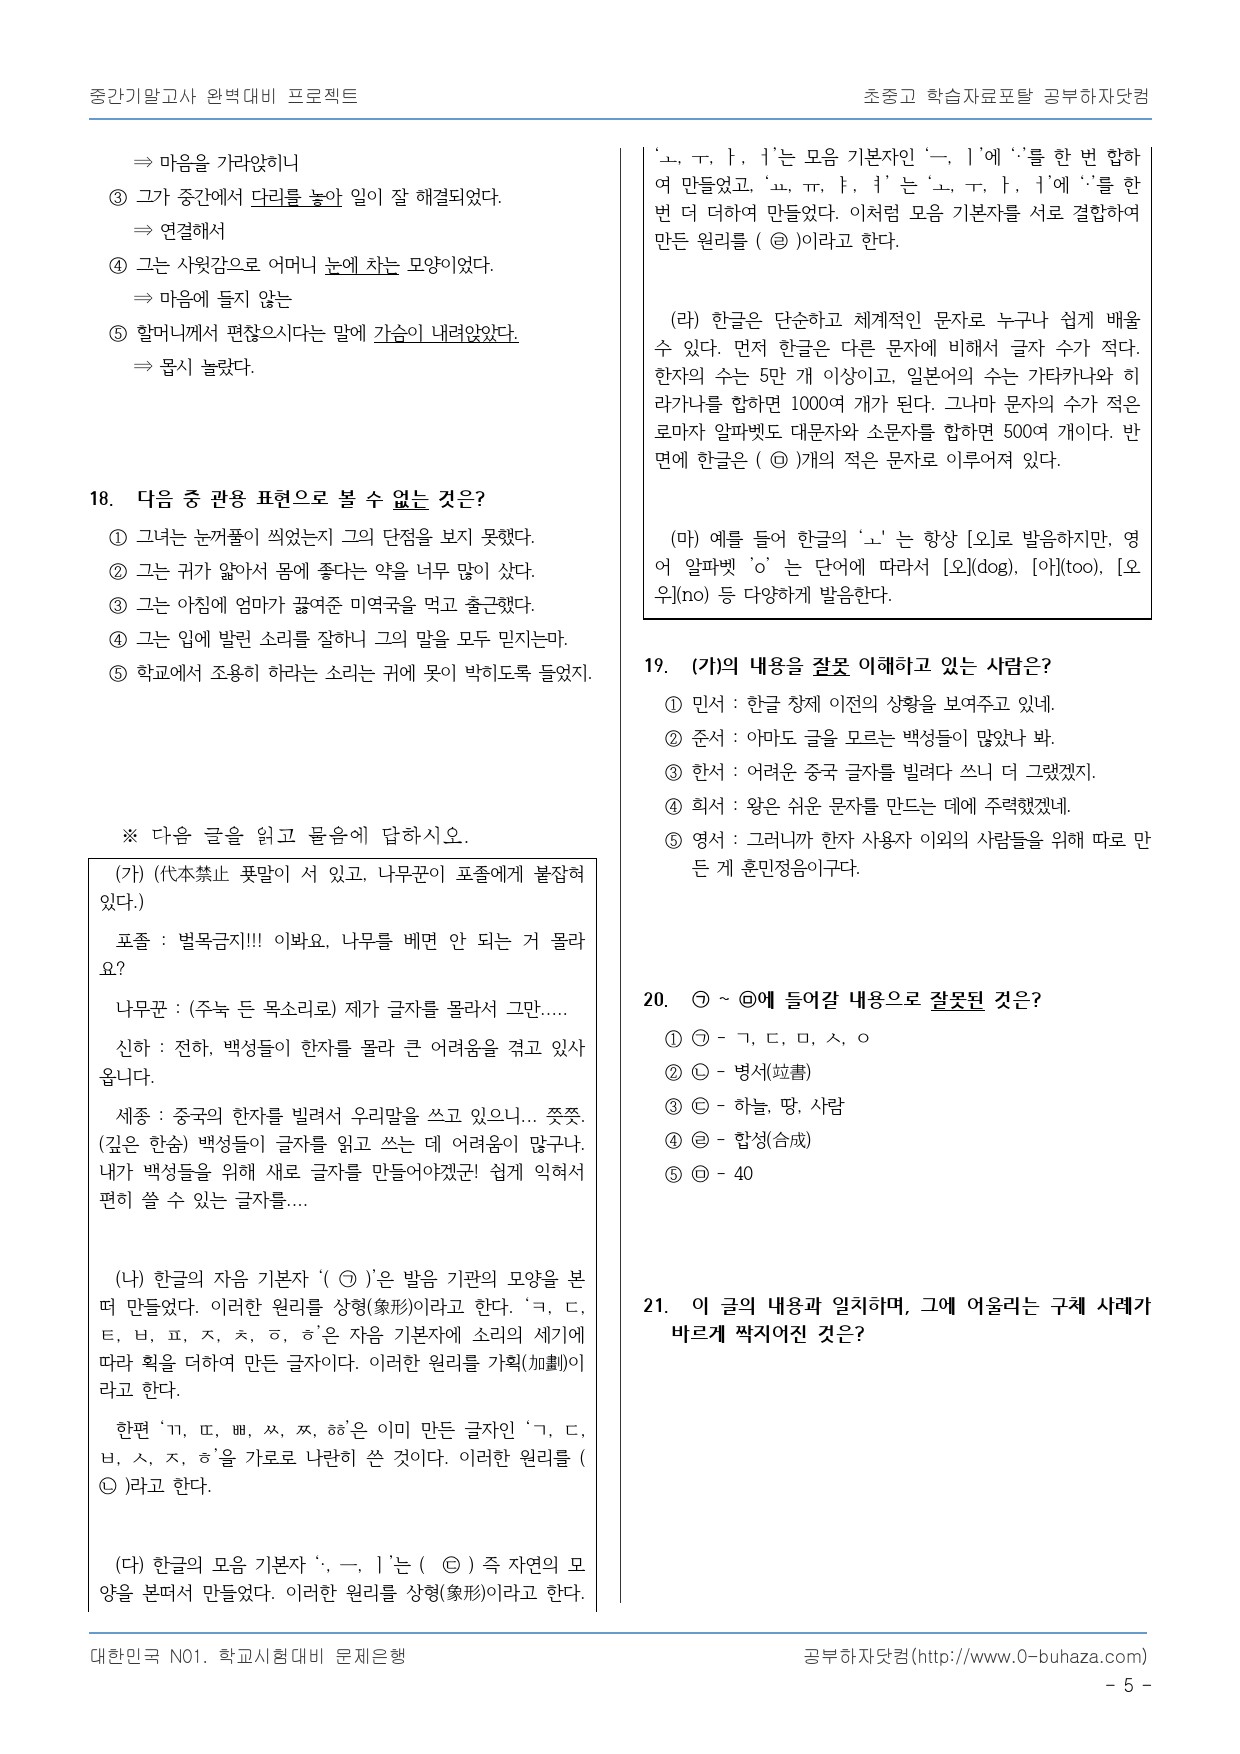 중간기말고사 완벽대비 프로젝트
초중고 학습자료포탈 공부하자닷컴
⇒ 마음을 가라앉히니
③ 그가 중간에서 다리를 놓아 일이 잘 해결되었다.
⇒ 연결해서
④ 그는 사윗감으로 어머니 눈에 차는 모양이었다.
⇒ 마음에 들지 않는
⑤ 할머니께서 편찮으시다는 말에 가슴이 내려앉았다.
⇒ 몹시 놀랐다.
18. 다음 중 관용 표현으로 볼 수 없는 것은?
① 그녀는 눈꺼풀이 씌었는지 그의 단점을 보지 못했다.
② 그는 귀가 얇아서 몸에 좋다는 약을 너무 많이 샀다.
③ 그는 아침에 엄마가 끓여준 미역국을 먹고 출근했다.
④ 그는 입에 발린 소리를 잘하니 그의 말을 모두 믿지는마.
⑤ 학교에서 조용히 하라는 소리는 귀에 못이 박히도록 들었지.
※ 다음 글을 읽고 물음에 답하시오.
(가) (代本禁止 푯말이 서 있고, 나무꾼이 포졸에게 붙잡혀
있다.)
포졸 : 벌목금지!!! 이봐요, 나무를 베면 안 되는 거 몰라
요?
나무꾼 : (주눅 든 목소리로) 제가 글자를 몰라서 그만.....
신하 : 전하, 백성들이 한자를 몰라 큰 어려움을 겪고 있사
옵니다.
세종 : 중국의 한자를 빌려서 우리말을 쓰고 있으니... 쯧쯧.
(깊은 한숨) 백성들이 글자를 읽고 쓰는 데 어려움이 많구나.
내가 백성들을 위해 새로 글자를 만들어야겠군! 쉽게 익혀서
편히 쓸 수 있는 글자를....
(나) 한글의 자음 기본자 ‘( ㉠ )’은 발음 기관의 모양을 본
떠 만들었다. 이러한 원리를 상형(象形)이라고 한다. ‘ㅋ, ㄷ,
ㅌ, ㅂ, ㅍ, ㅈ, ㅊ, ㆆ, ㅎ’은 자음 기본자에 소리의 세기에
따라 획을 더하여 만든 글자이다. 이러한 원리를 가획(加劃)이
라고 한다.
한편 ‘ㄲ, ㄸ, ㅃ, ㅆ, ㅉ, ㆅ’은 이미 만든 글자인 ‘ㄱ, ㄷ,
ㅂ, ㅅ, ㅈ, ㅎ’을 가로로 나란히 쓴 것이다. 이러한 원리를 (
㉡ )라고 한다.
(다) 한글의 모음 기본자 ‘·, ㅡ, ㅣ’는 ( ㉢ ) 즉 자연의 모
양을 본떠서 만들었다. 이러한 원리를 상형(象形)이라고 한다.
‘ㅗ, ㅜ, ㅏ, ㅓ’는 모음 기본자인 ‘ㅡ, ㅣ’에 ‘·’를 한 번 합하
여 만들었고, ‘ㅛ, ㅠ, ㅑ, ㅕ’ 는 ‘ㅗ, ㅜ, ㅏ, ㅓ’에 ‘·’를 한
번 더 더하여 만들었다. 이처럼 모음 기본자를 서로 결합하여
만든 원리를 ( ㉣ )이라고 한다.
(라) 한글은 단순하고 체계적인 문자로 누구나 쉽게 배울
수 있다. 먼저 한글은 다른 문자에 비해서 글자 수가 적다.
한자의 수는 5만 개 이상이고, 일본어의 수는 가타카나와 히
라가나를 합하면 1000여 개가 된다. 그나마 문자의 수가 적은
로마자 알파벳도 대문자와 소문자를 합하면 500여 개이다. 반
면에 한글은 ( ㉤ )개의 적은 문자로 이루어져 있다.
(마) 예를 들어 한글의 ‘ㅗ' 는 항상 [오]로 발음하지만, 영
어 알파벳 ’o’ 는 단어에 따라서 [오](dog), [아](too), [오
우](no) 등 다양하게 발음한다.
19. (가)의 내용을 잘못 이해하고 있는 사람은?
① 민서 : 한글 창제 이전의 상황을 보여주고 있네.
② 준서 : 아마도 글을 모르는 백성들이 많았나 봐.
③ 한서 : 어려운 중국 글자를 빌려다 쓰니 더 그랬겠지.
④ 희서 : 왕은 쉬운 문자를 만드는 데에 주력했겠네.
⑤ 영서 : 그러니까 한자 사용자 이외의 사람들을 위해 따로 만
든 게 훈민정음이구다.
20. ㉠ ~ ㉤에 들어갈 내용으로 잘못된 것은?
① ㉠ - ㄱ, ㄷ, ㅁ, ㅅ, ㅇ
② ㉡ - 병서(竝書)
③ ㉢ - 하늘, 땅, 사람
④ ㉣ - 합성(合成)
⑤ ㉤ - 40
21. 이 글의 내용과 일치하며, 그에 어울리는 구체 사례가
바르게 짝지어진 것은?
대한민국 N01. 학교시험대비 문제은행
공부하자닷컴(http://www.0-buhaza.com)
- 5 -